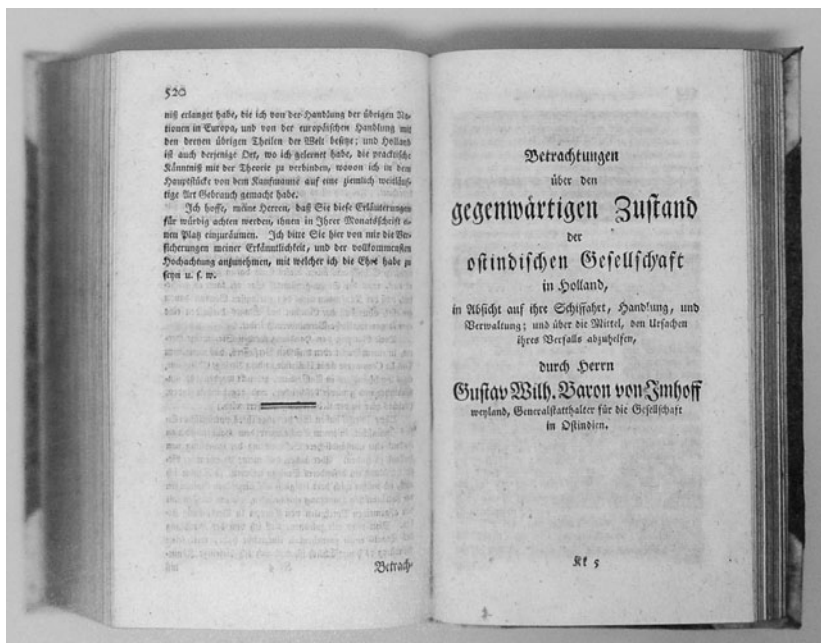 520
niß erlanget habe, die ich von der Handlung der übrigen Na-
tionen in Europa, und von der europäischen Handlung mit
den dreyen übrigen Theilen der Welt besitze; und Holland
ist auch derjenige Ort, wo ich gelernet habe, die practische
Känntniß mit der Theorie zu verbinden, wovon ich in dem
Hauptstücke von dem Kaufmanne auf eine ziemlich weitläuf-
tige Art Gebrauch gemacht habe.
Ich hoffe, meine Herren, daß Sie diese Erläuterungen
für würdig achten werden, ihnen in Ihrer Monatsschrift ei-
nen Platz einzuräumen. Ich bitte Sie hier von mir die Ver-
sicherungen meiner Erkänntlichkeit, und der vollkommensten
Hochachtung anzunehmen, mit welcher ich die Ehre habe zu
seyn u. s. w.
Betrach-
Betrachtungen
über den
gegenwärtigen Zustand
der
ostindischen Gesellschaft
in Holland,
in Absicht auf ihre Schiffahrt, Handlung, und
Verwaltung; und über die Mittel, den Ursachen
ihres Verfalls abzuhelfen,
durch Herrn
Gustav Wilh. Baron von Imhoff
weyland, Generalstatthalter für die Gesellschaft
in Ostindien.
Kk 5